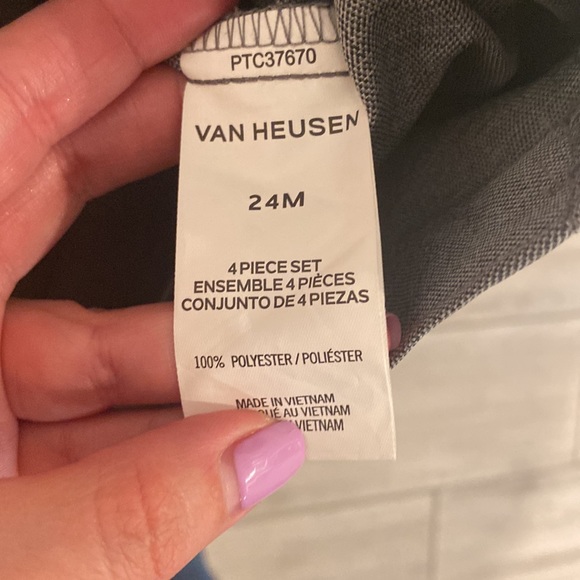 PTC37670
VAN HEUSEN
24M
4 PIECE SET
ENSEMBLE 4 PIÈCES
CONJUNTO DE 4 PIEZAS
100% POLYESTER / POLIÉSTER
MADE IN VIETNAM
AU VIETNAM
VIETNAM